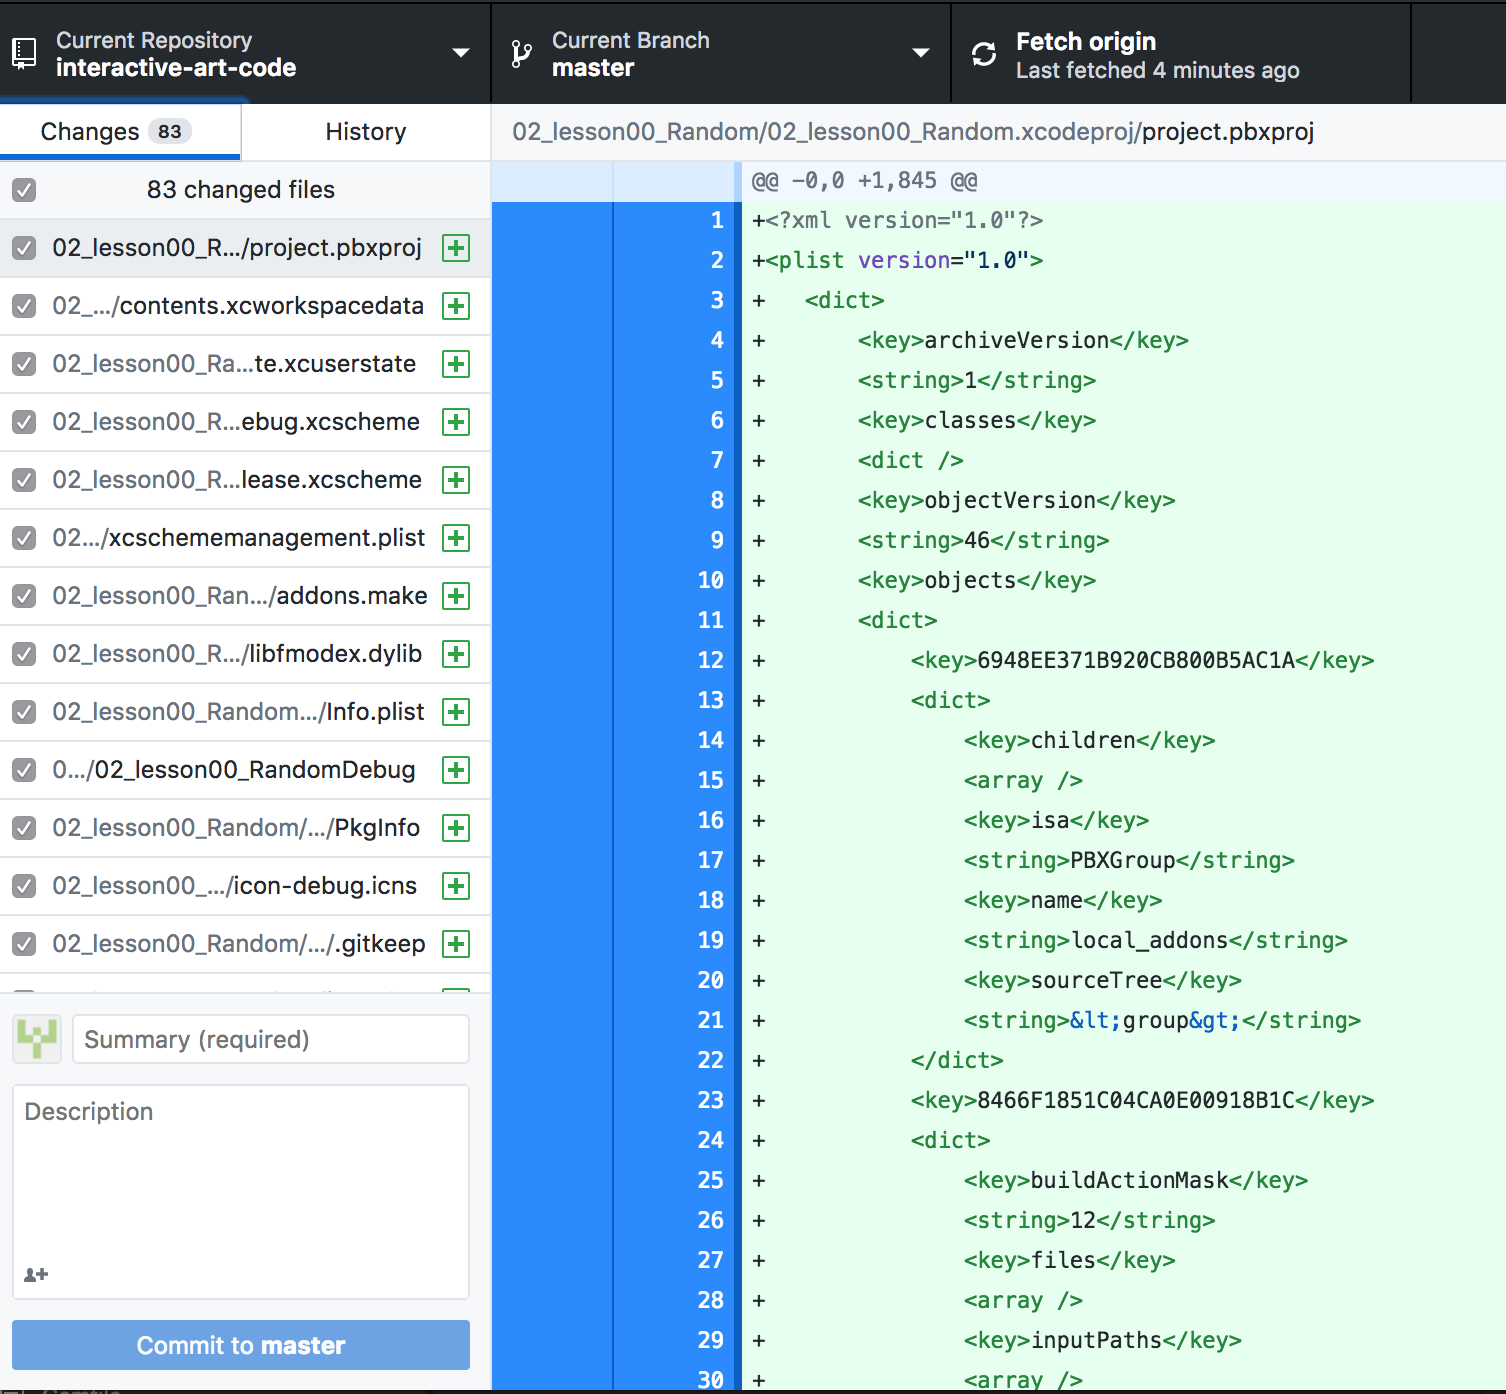 Current Repository
interactive-art-code
Current Branch
master
Fetch origin
Last fetched 4 minutes ago
Changes 83
History
02_lesson00_Random/02_lesson00_Random.xcodeproj/project.pbxproj
83 changed files
02_lesson00_R.../project.pbxproj
02_.../contents.xcworkspacedata
02_lesson00_Ra...te.xcuserstate
02_lesson00_R...ebug.xcscheme
02_lesson00_R...lease.xcscheme
02.../xcschememanagement.plist
02_lesson00_Ran.../addons.make
02_lesson00_R.../libfmodex.dylib
02_lesson00_Random.../Info.plist
0.../02_lesson00_RandomDebug
02_lesson00_Random/.../PkgInfo
02_lesson00_.../icon-debug.icns
02_lesson00_Random/.../.gitkeep
Summary (required)
Description
Commit to master
@@ -0,0 +1,845 @@
1 +<?xml version="1.0"?>
2 +<plist version="1.0">
3 + <dict>
4 + <key>archiveVersion</key>
5 + <string>1</string>
6 + <key>classes</key>
7 + <dict />
8 + <key>objectVersion</key>
9 + <string>46</string>
10 + <key>objects</key>
11 + <dict>
12 + <key>6948EE371B920CB800B5AC1A</key>
13 + <dict>
14 + <key>children</key>
15 + <array />
16 + <key>isa</key>
17 + <string>PBXGroup</string>
18 + <key>name</key>
19 + <string>local_addons</string>
20 + <key>sourceTree</key>
21 + <string>&lt;group&gt;</string>
22 + </dict>
23 + <key>8466F1851C04CA0E00918B1C</key>
24 + <dict>
25 + <key>buildActionMask</key>
26 + <string>12</string>
27 + <key>files</key>
28 + <array />
29 + <key>inputPaths</key>
30 + <array />